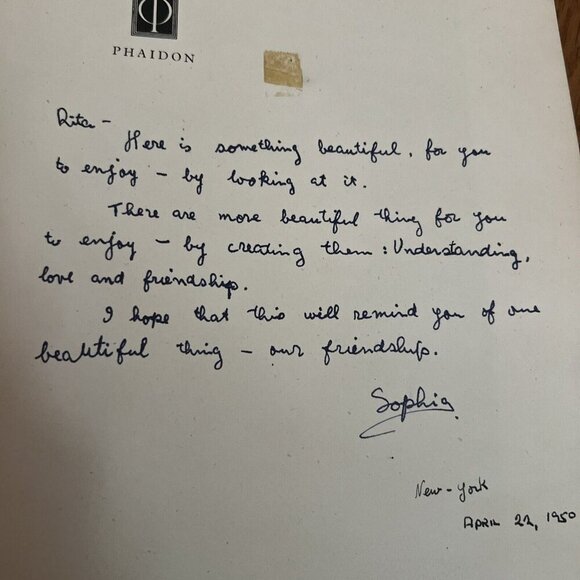 Φ
PHAIDON
Rita -
Here is something beautiful, for you
to enjoy - by looking at it.
There are more beautiful thing for you
to enjoy - by creating them : Understanding,
love and friendship.
I hope that this will remind you of one
beautiful thing - our friendship.
Sophia
New-York
April 22, 1950